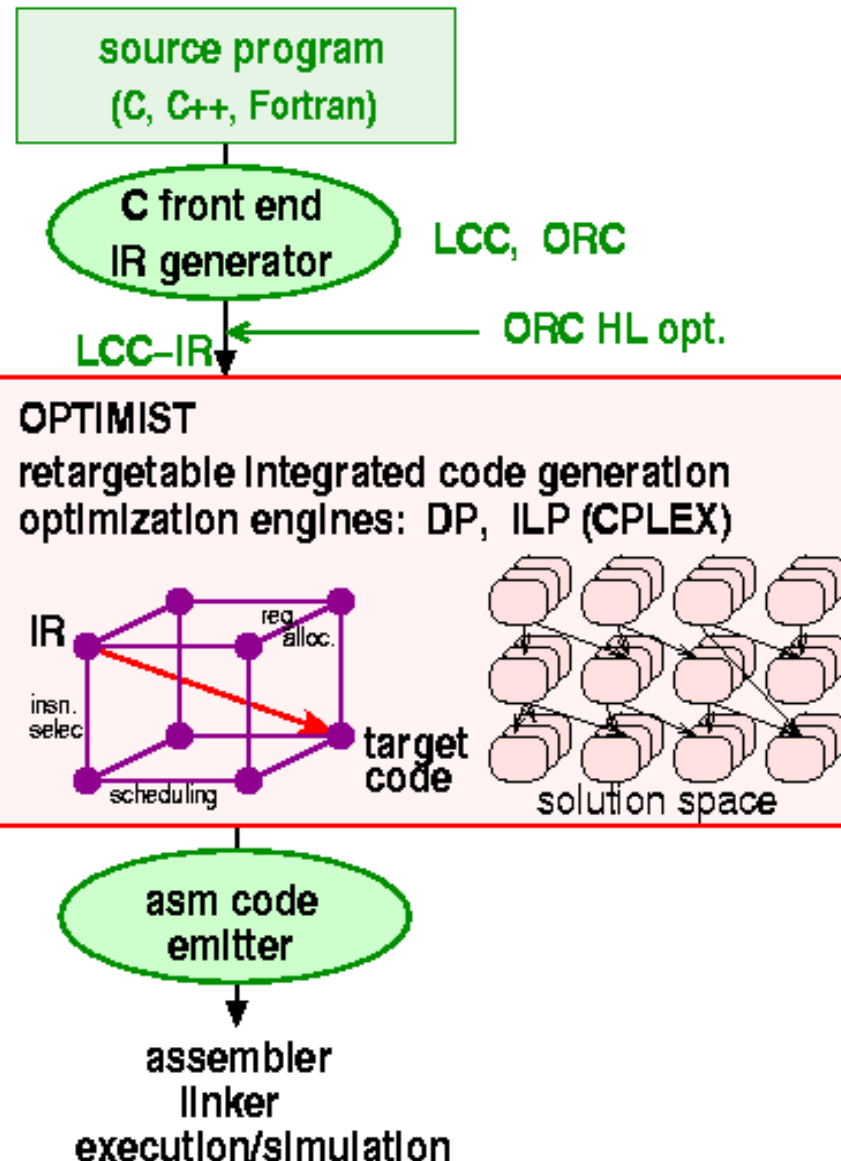 source program
(C, C++, Fortran)
C front end
IR generator
LCC, ORC
ORC HL opt.
LCC-IR
OPTIMIST
retargetable integrated code generation
optimization engines: DP, ILP (CPLEX)
IR
reg.
alloc.
insn.
selec
scheduling
target
code
solution space
asm code
emitter
assembler
linker
execution/simulation